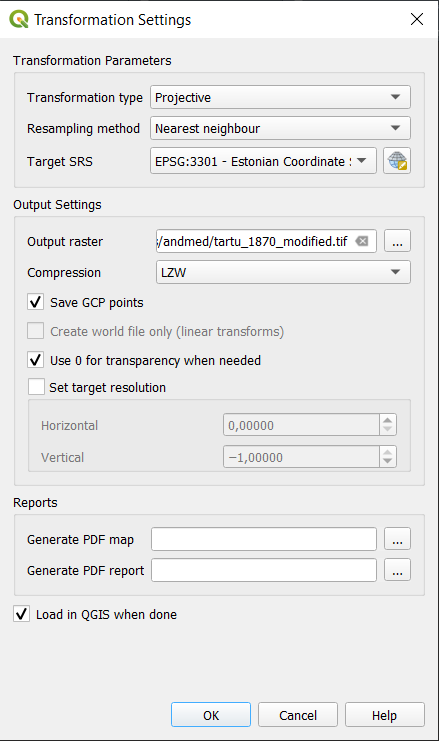 Transformation Settings
Transformation Parameters
Transformation type Projective
Resampling method Nearest neighbour
Target SRS EPSG:3301 - Estonian Coordinate
Output Settings
Output raster /andmed/tartu_1870_modified.tif ...
Compression LZW
Save GCP points
Create world file only (linear transforms)
Use 0 for transparency when needed
Set target resolution
Horizontal 0,00000
Vertical −1,00000
Reports
Generate PDF map ...
Generate PDF report ...
Load in QGIS when done
OK Cancel Help